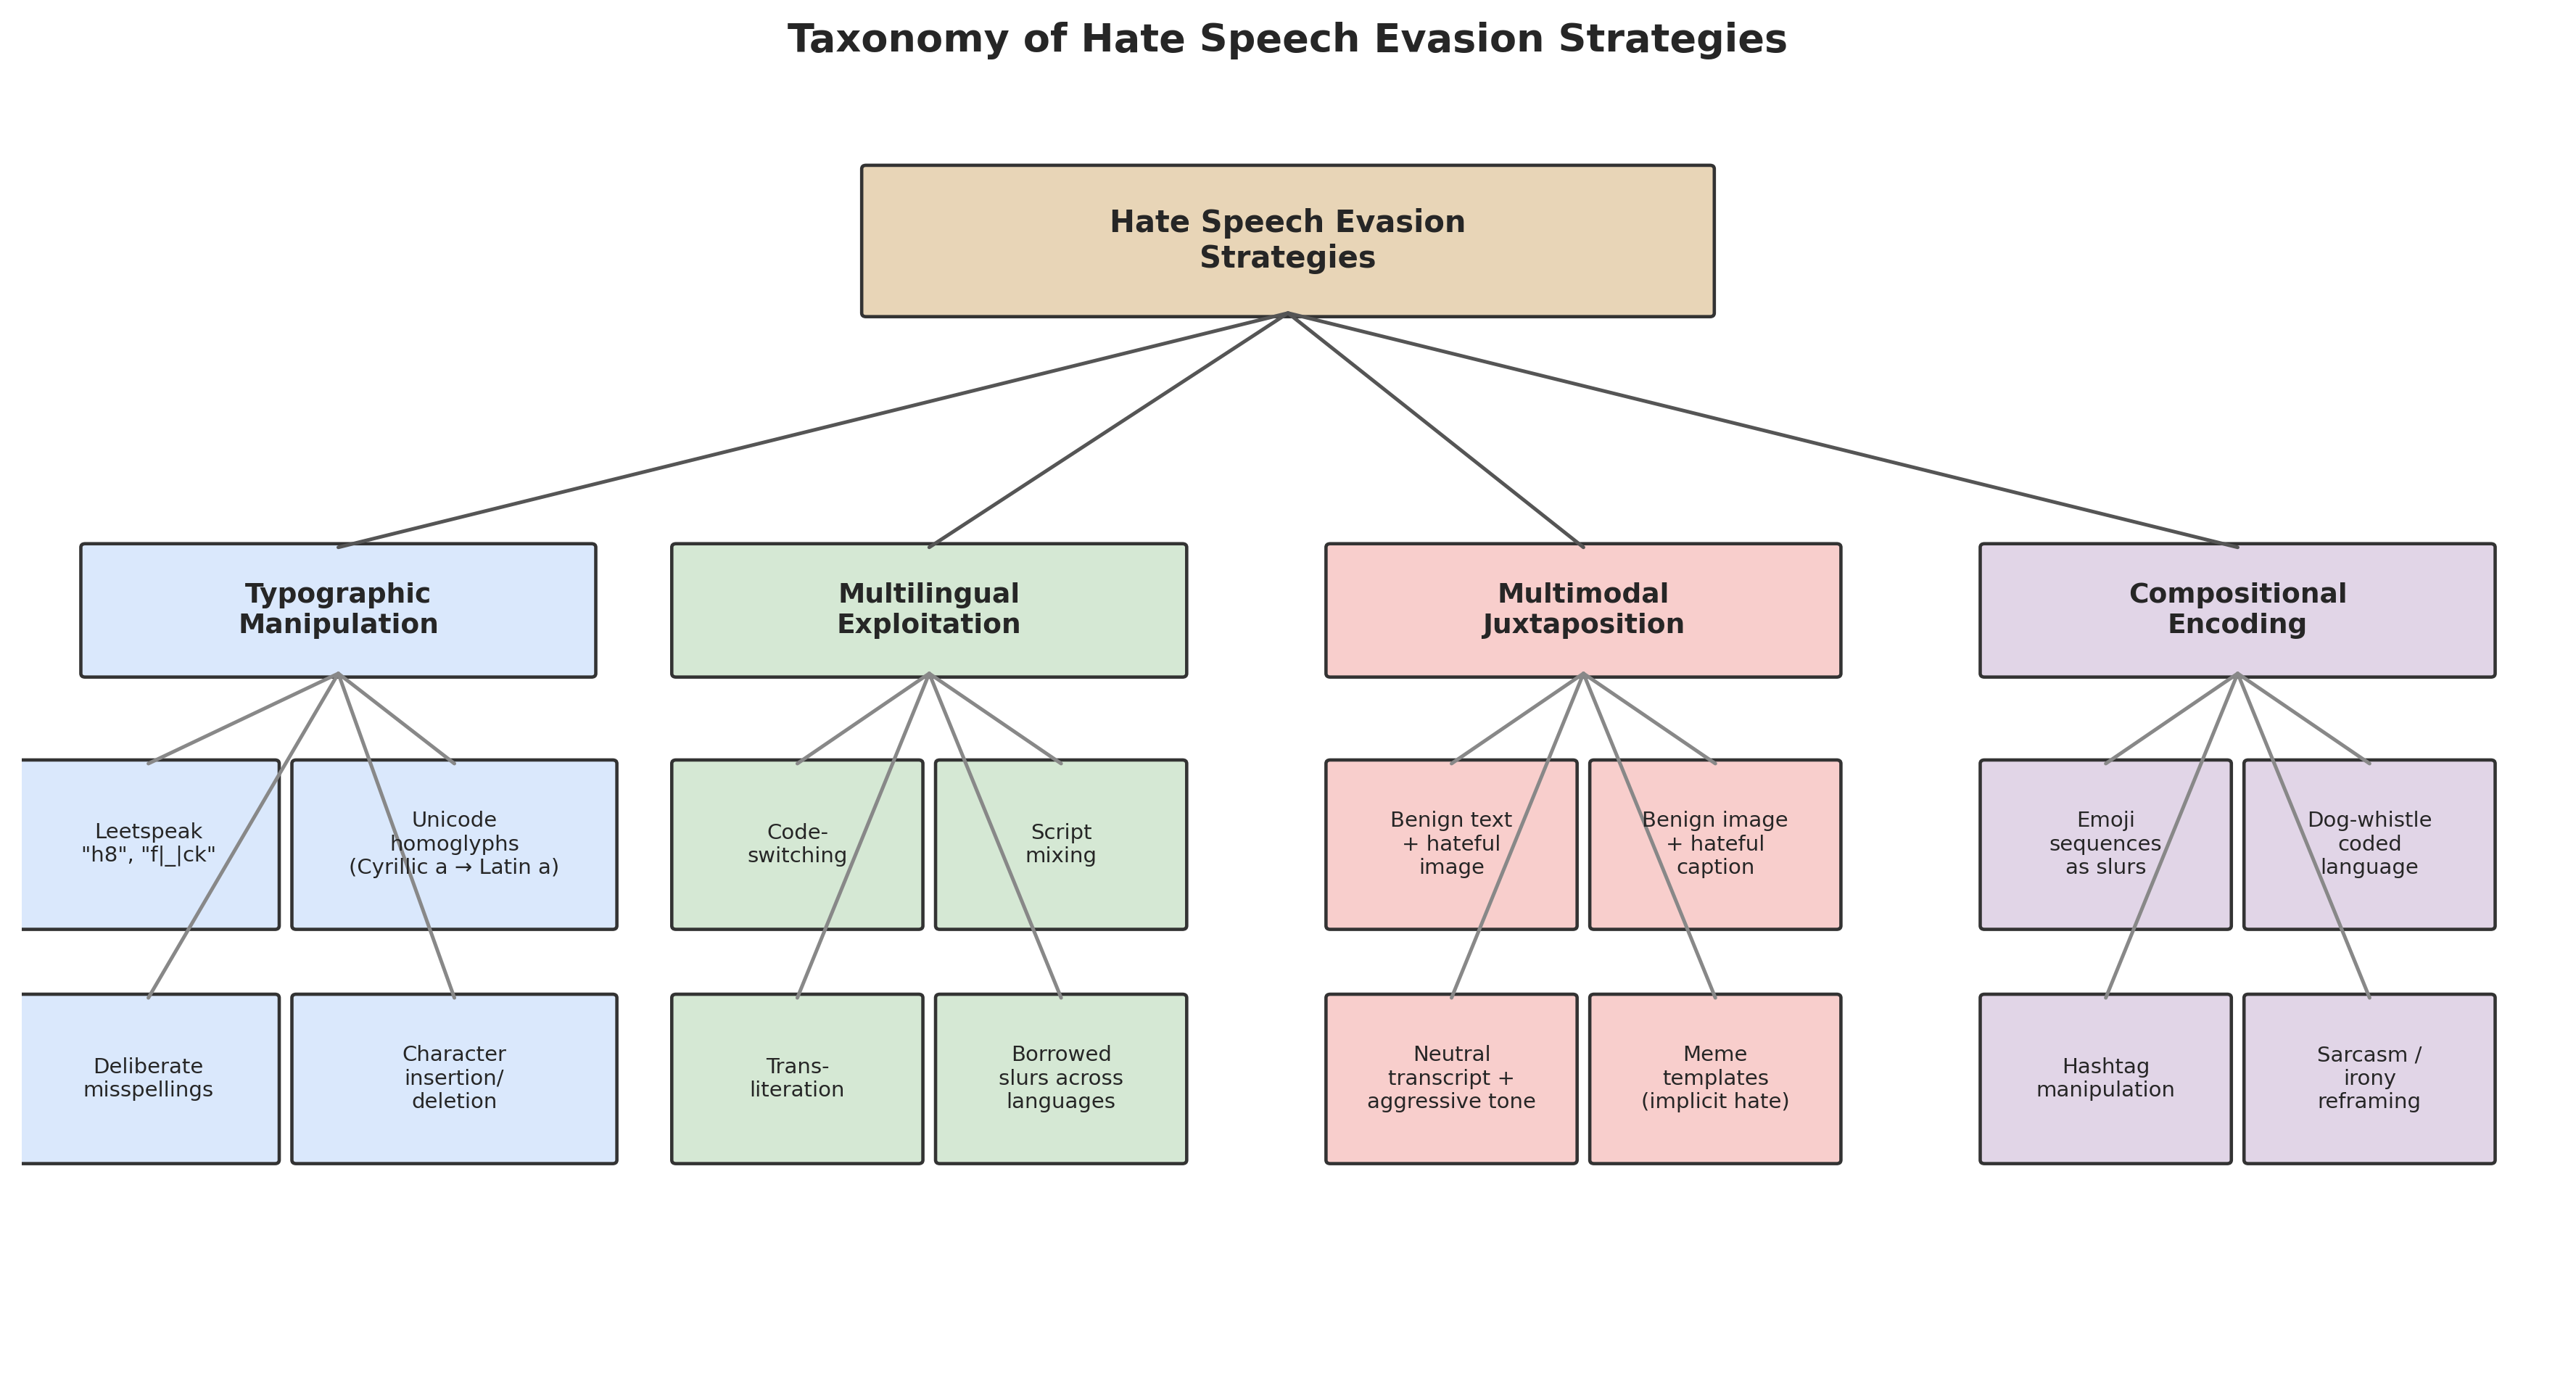 Taxonomy of Hate Speech Evasion Strategies
Hate Speech Evasion
Strategies
Typographic
Manipulation
Multilingual
Exploitation
Multimodal
Juxtaposition
Compositional
Encoding
Leetspeak
"h8", "f|_|ck"
Unicode
homoglyphs
(Cyrillic a → Latin a)
Code-
switching
Script
mixing
Benign text
+ hateful
image
Benign image
+ hateful
caption
Emoji
sequences
as slurs
Dog-whistle
coded
language
Deliberate
misspellings
Character
insertion/
deletion
Trans-
literation
Borrowed
slurs across
languages
Neutral
transcript +
aggressive tone
Meme
templates
(implicit hate)
Hashtag
manipulation
Sarcasm /
irony
reframing